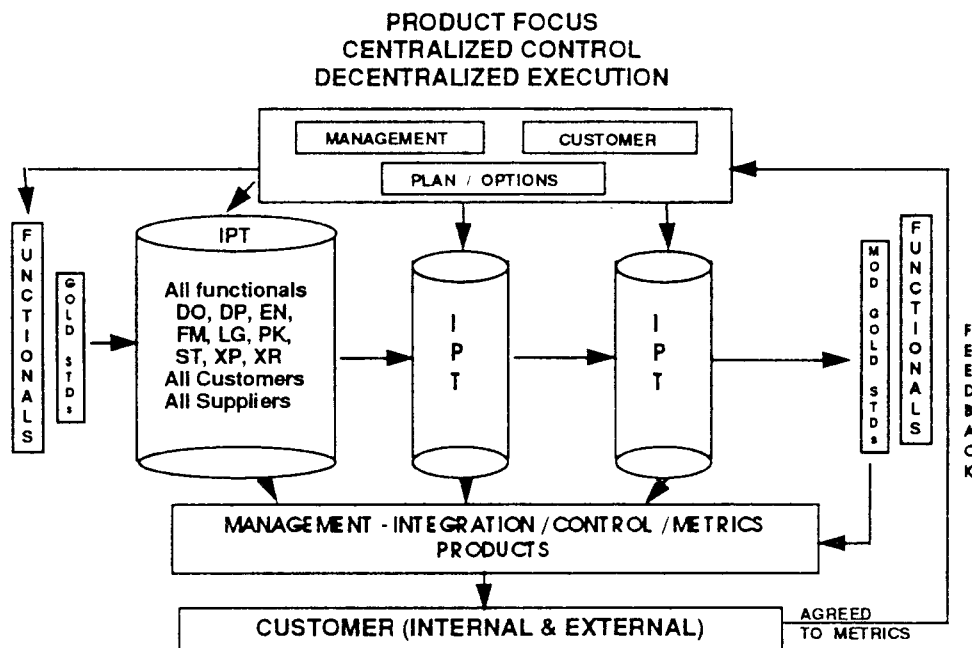 PRODUCT FOCUS
CENTRALIZED CONTROL
DECENTRALIZED EXECUTION
MANAGEMENT
CUSTOMER
PLAN / OPTIONS
FUNCTIONALS
GOLD STDs
IPT
All functionals
DO, DP, EN,
FM, LG, PK,
ST, XP, XR
All Customers
All Suppliers
IPT
IPT
MOD GOLD STDs
FUNCTIONALS
FEEDBACK
MANAGEMENT - INTEGRATION / CONTROL / METRICS
PRODUCTS
CUSTOMER (INTERNAL & EXTERNAL)
AGREED
TO METRICS